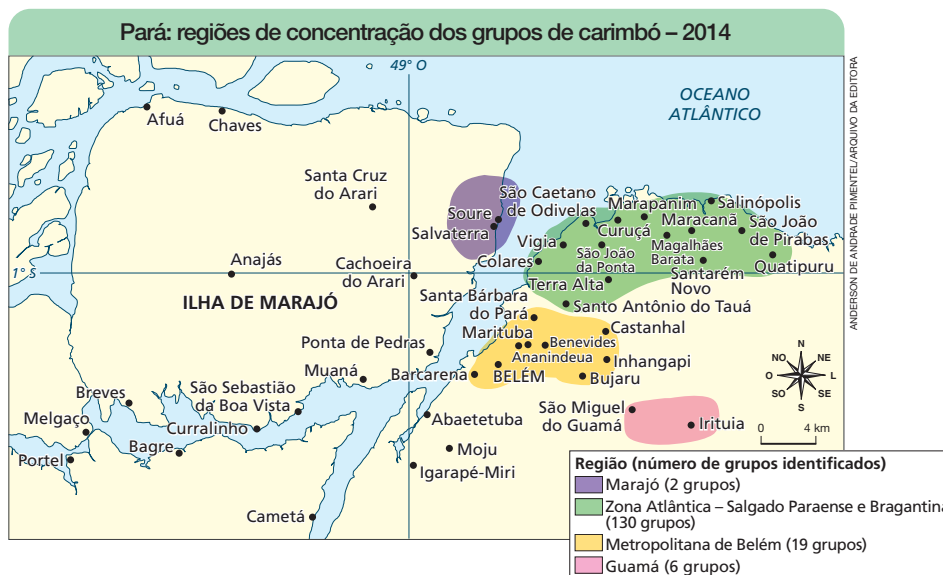 Pará: regiões de concentração dos grupos de carimbó – 2014
49° O
OCEANO
ATLÂNTICO
Afuá
Chaves
Santa Cruz
do Arari
São Caetano
de Odivelas
Marapanim
Salinópolis
Soure
Curuçá
Maracanã
São João
de Pirabas
Salvaterra
Vigia
São João
da Ponta
Magalhães
Barata
Colares
Quatipuru
1° S
Anajás
Cachoeira
do Arari
Terra Alta
Santarém
Novo
ILHA DE MARAJÓ
Santa Bárbara
do Pará
Santo Antônio do Tauá
Castanhal
Marituba
Benevides
Ananindeua
Ponta de Pedras
Inhangapi
Muaná
Barcarena
BELÉM
Bujaru
Breves
São Sebastião
da Boa Vista
Melgaço
Curralinho
Abaetetuba
São Miguel
do Guamá
Irituia
Portel
Bagre
Moju
Igarapé-Miri
Cametá
N
NO
NE
O
L
SO
SE
S
0
4 km
Região (número de grupos identificados)
Marajó (2 grupos)
Zona Atlântica – Salgado Paraense e Bragantina
(130 grupos)
Metropolitana de Belém (19 grupos)
Guamá (6 grupos)
ANDERSON DE ANDRADE PIMENTEL/ARQUIVO DA EDITORA